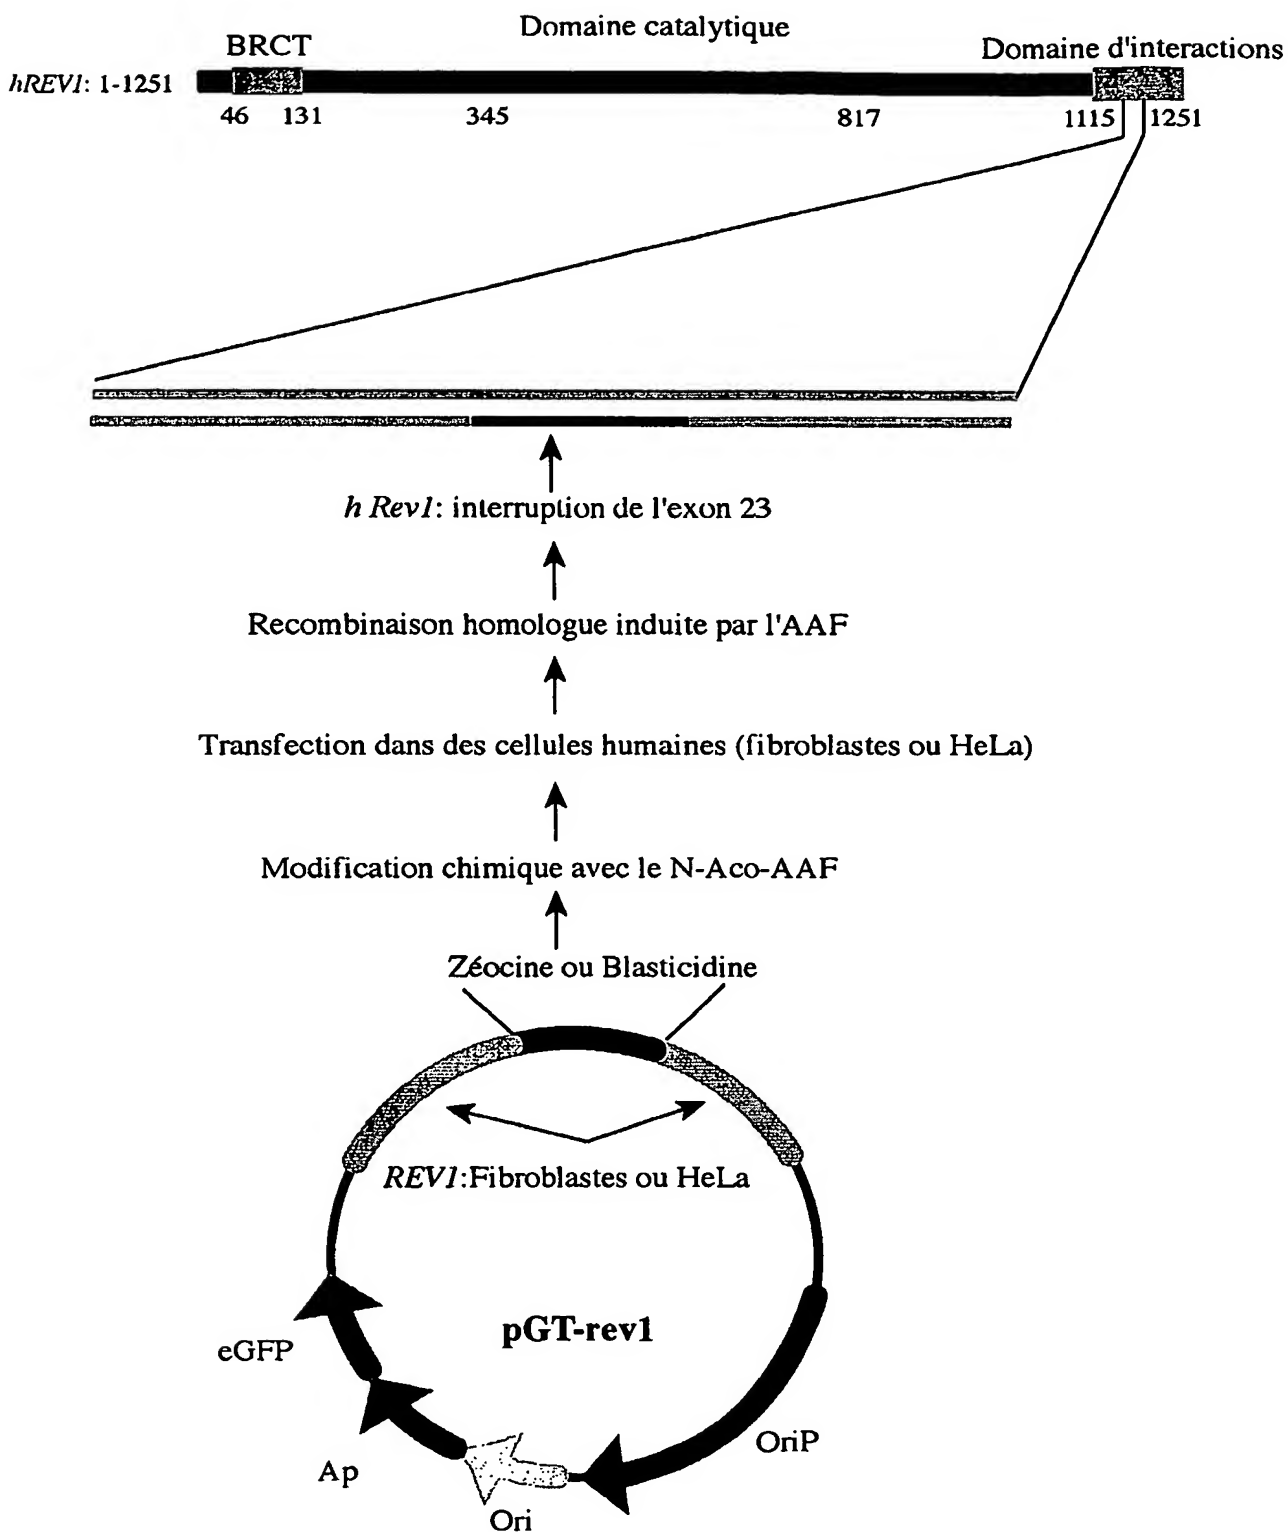 Domaine catalytique
BRCT
Domaine d'interactions
hREV1: 1-1251
46 131 345 817 1115 1251
h Rev1: interruption de l'exon 23
Recombinaison homologue induite par l'AAF
Transfection dans des cellules humaines (fibroblastes ou HeLa)
Modification chimique avec le N-Aco-AAF
Zéocine ou Blasticidine
REV1:Fibroblastes ou HeLa
pGT-rev1
eGFP
OriP
Ap
Ori